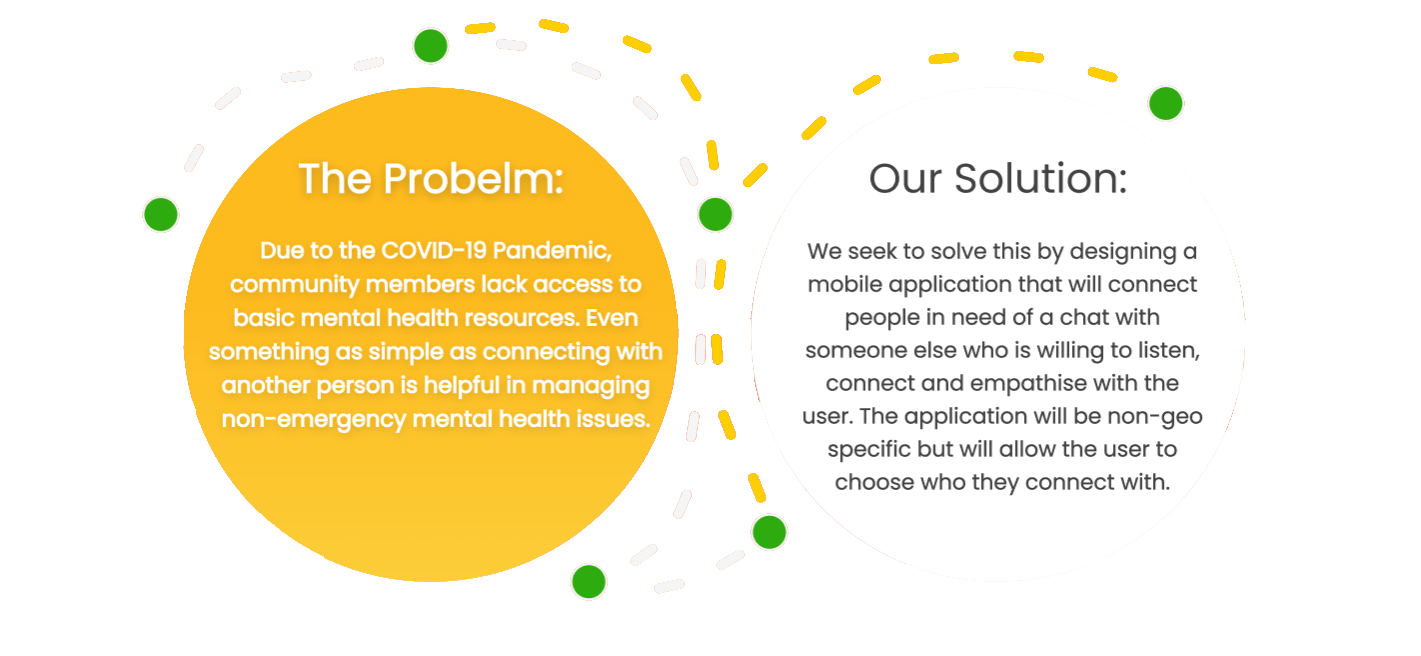 The Probelm:
Due to the COVID-19 Pandemic,
community members lack access to
basic mental health resources. Even
something as simple as connecting with
another person is helpful in managing
non-emergency mental health issues.
Our Solution:
We seek to solve this by designing a
mobile application that will connect
people in need of a chat with
someone else who is willing to listen,
connect and empathise with the
user. The application will be non-geo
specific but will allow the user to
choose who they connect with.